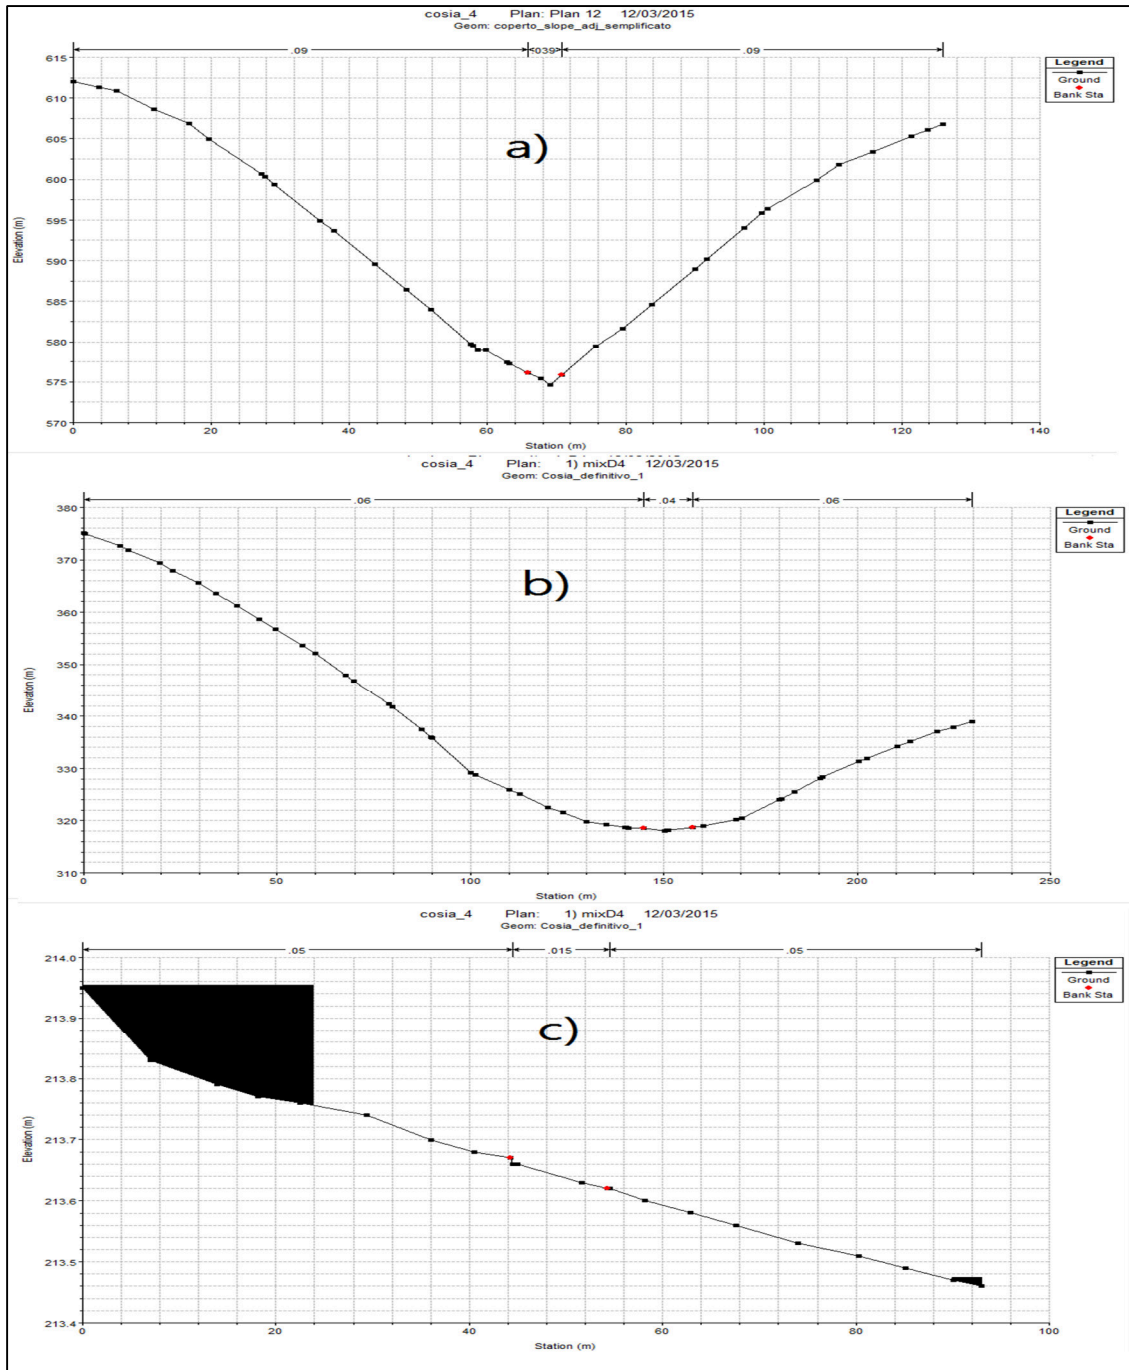 cosia_4 Plan: Plan 12 12/03/2015
Geom: coperto_slope_adj_semplificato
.09 .039 .09
Legend
Ground
Bank Sta
a)
615
610
605
600
595
590
585
580
575
570
Elevation (m)
0 20 40 60 80 100 120 140
Station (m)
cosia_4 Plan: 1) mixD4 12/03/2015
Geom: Cosia_definitivo_1
.06 .04 .06
Legend
Ground
Bank Sta
b)
380
370
360
350
340
330
320
310
Elevation (m)
0 50 100 150 200 250
Station (m)
cosia_4 Plan: 1) mixD4 12/03/2015
Geom: Cosia_definitivo_1
.05 .015 .05
Legend
Ground
Bank Sta
c)
214.0
213.9
213.8
213.7
213.6
213.5
213.4
Elevation (m)
0 20 40 60 80 100
Station (m)